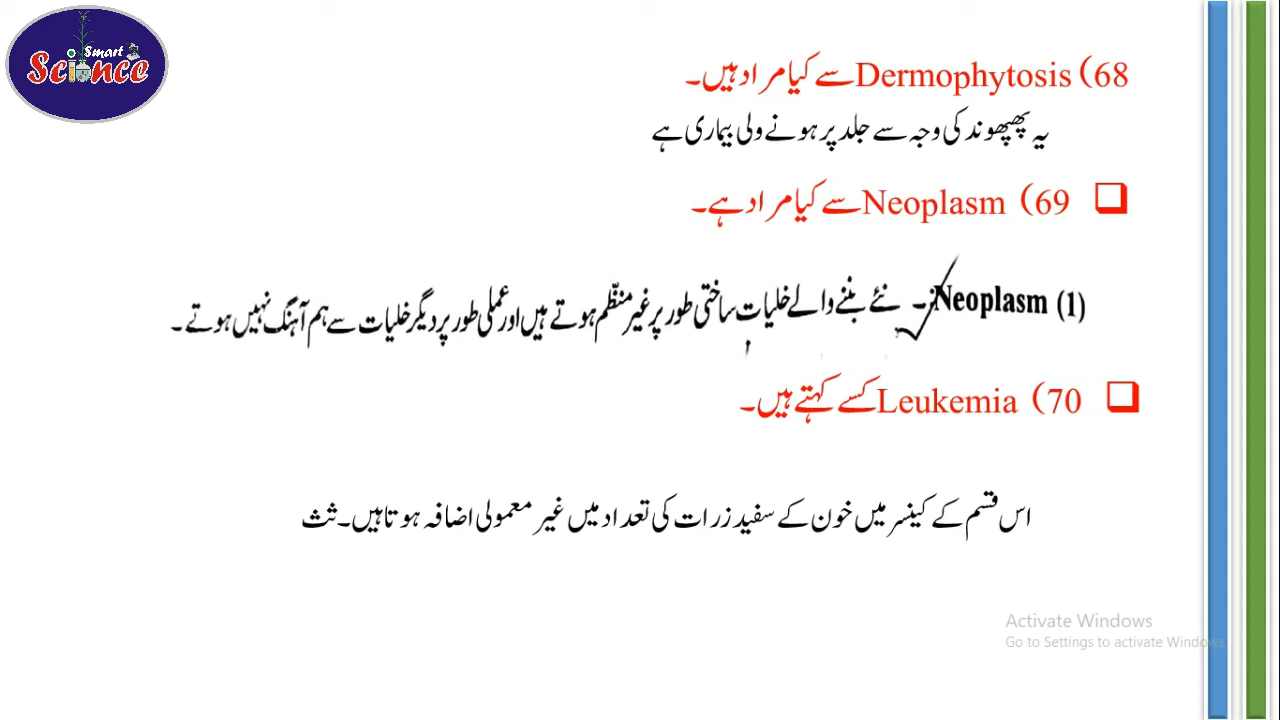 Smart
Science
68) Dermophytosis سے کیا مراد ہیں۔
یہ پھپھوند کی وجہ سے جلد پر ہونے ولی بیماری ہے
69) Neoplasm سے کیا مراد ہے۔
(1) Neoplasm ۔ نئے بننے والے خلیات ساختی طور پر غیر منظّم ہوتے ہیں اور عملی طور پر دیگر خلیات سے ہم آہنگ نہیں ہوتے ۔
70) Leukemia کسے کہتے ہیں۔
اس قسم کے کینسر میں خون کے سفید زرات کی تعداد میں غیر معمولی اضافہ ہوتا ہیں۔ ثث
Activate Windows
Go to Settings to activate Windows.